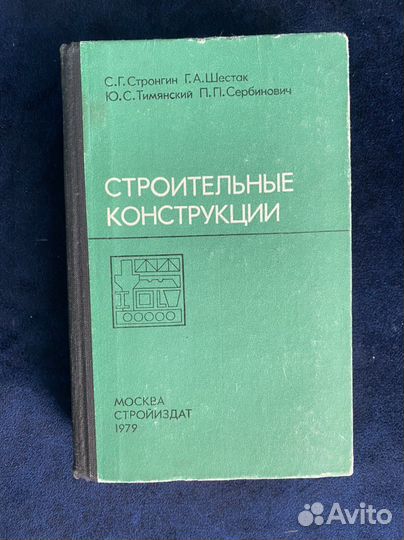 С.Г.Стронгин Г.А.Шестак
Ю.С.Тимянский П.П.Сербинович
СТРОИТЕЛЬНЫЕ
КОНСТРУКЦИИ
МОСКВА
СТРОЙИЗДАТ
1979
Avito